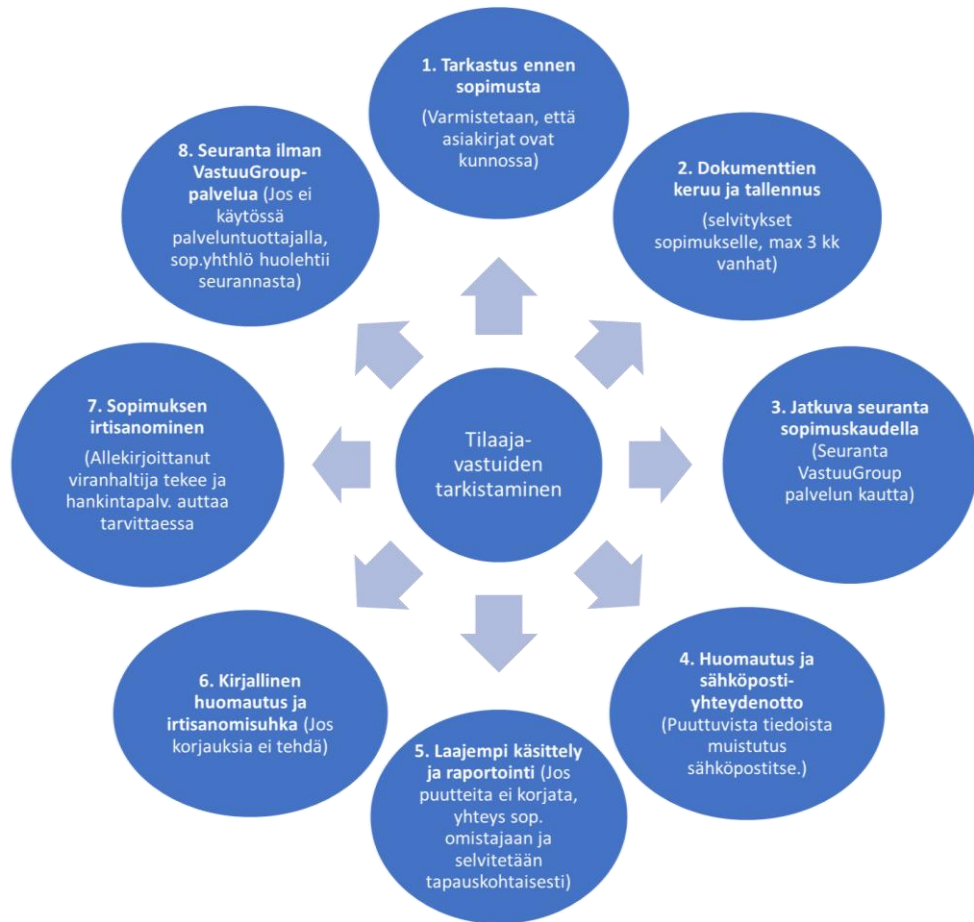 1. Tarkastus ennen
sopimusta
(Varmistetaan, että
asiakirjat ovat
kunnossa)
2. Dokumenttien
keruu ja tallennus
(selvitykset
sopimukselle, max 3 kk
vanhat)
3. Jatkuva seuranta
sopimuskaudella
(Seuranta
VastuuGroup
palvelun kautta)
4. Huomautus ja
sähköposti-
yhteydenotto
(Puuttuvista tiedoista
muistutus
sähköpostitse.)
5. Laajempi käsittely
ja raportointi (Jos
puutteita ei korjata,
yhteys sop.
omistajaan ja
selvitetään
tapauskohtaisesti)
6. Kirjallinen
huomautus ja
irtisanomisuhka (Jos
korjauksia ei tehdä)
7. Sopimuksen
irtisanominen
(Allekirjoittanut
viranhaltija tekee ja
hankintapalv. auttaa
tarvittaessa
8. Seuranta ilman
VastuuGroup-
palvelua (Jos ei
käytössä
palveluntuottajalla,
sop.yhthlö huolehtii
seurannasta)
Tilaaja-
vastuiden
tarkistaminen